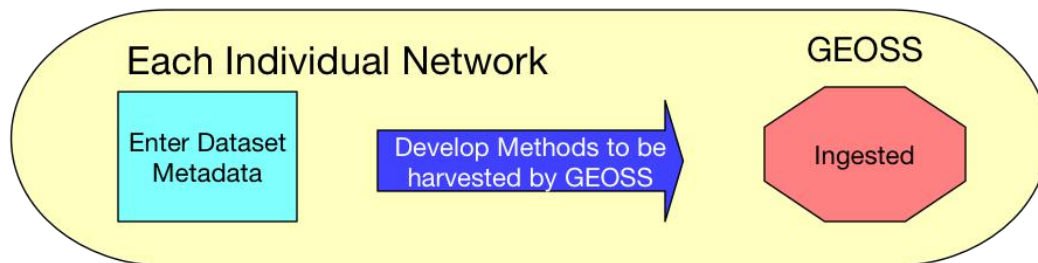 Each Individual Network
GEOSS
Enter Dataset
Metadata
Develop Methods to be
harvested by GEOSS
Ingested